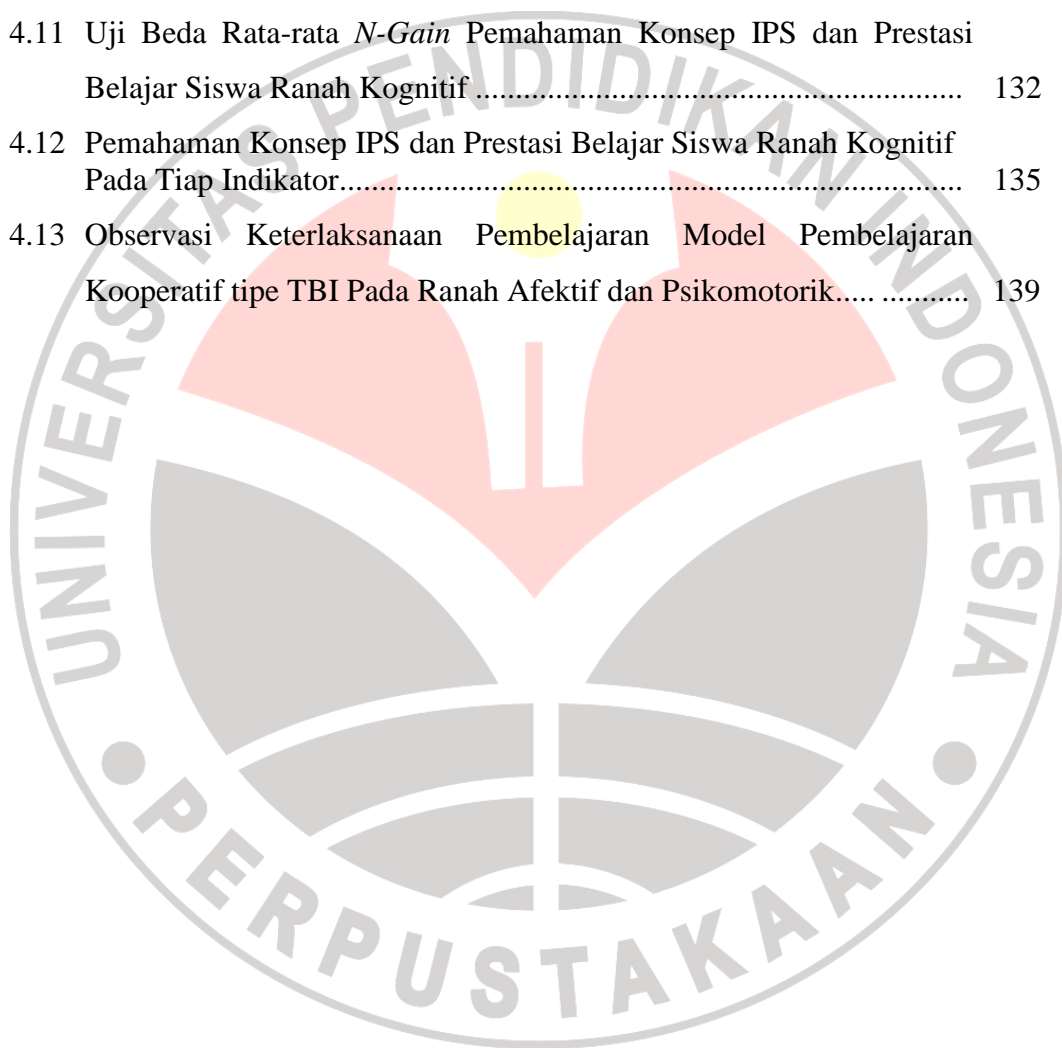 4.11 Uji Beda Rata-rata N-Gain Pemahaman Konsep IPS dan Prestasi
Belajar Siswa Ranah Kognitif ........................................................ 132
4.12 Pemahaman Konsep IPS dan Prestasi Belajar Siswa Ranah Kognitif
Pada Tiap Indikator........................................................................ 135
4.13 Observasi Keterlaksanaan Pembelajaran Model Pembelajaran
Kooperatif tipe TBI Pada Ranah Afektif dan Psikomotorik..... ........... 139
UNIVERSITAS PENDIDIKAN INDONESIA
PERPUSTAKAAN